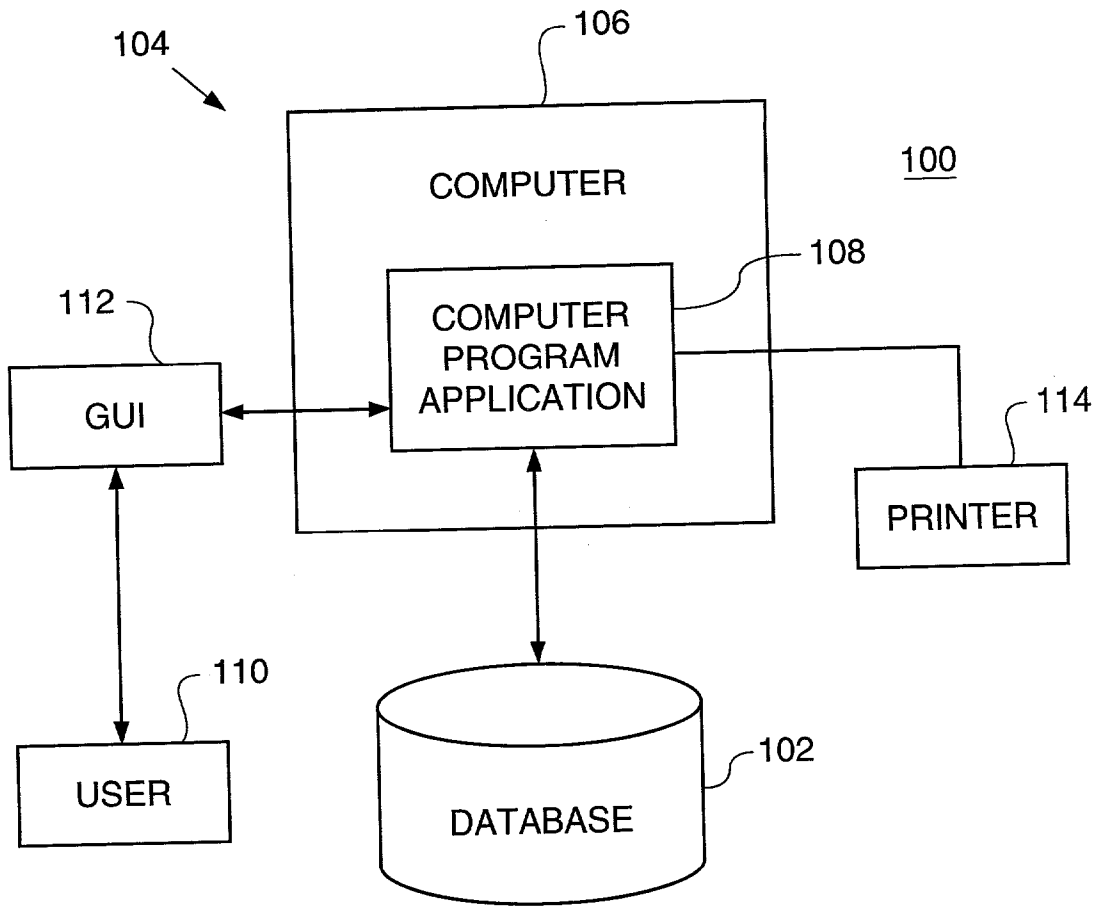 106
104
100
COMPUTER
108
112
COMPUTER
PROGRAM
APPLICATION
GUI
114
PRINTER
110
102
USER
DATABASE